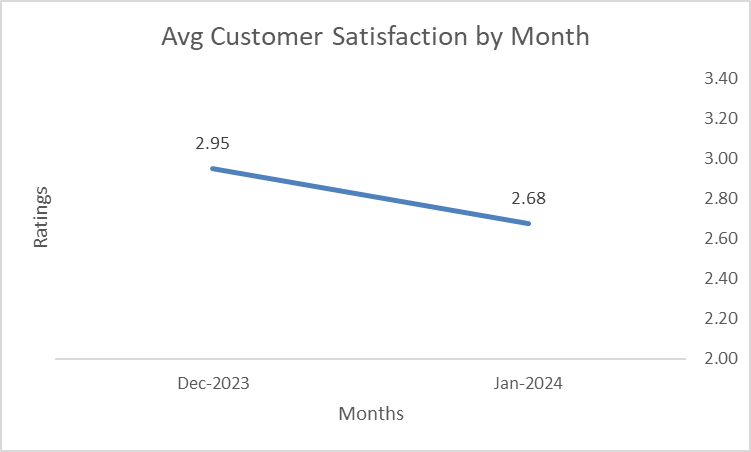 Avg Customer Satisfaction by Month
3.40
3.20
3.00
2.80
2.60
2.40
2.20
2.00
2.95
2.68
Ratings
Dec-2023
Jan-2024
Months